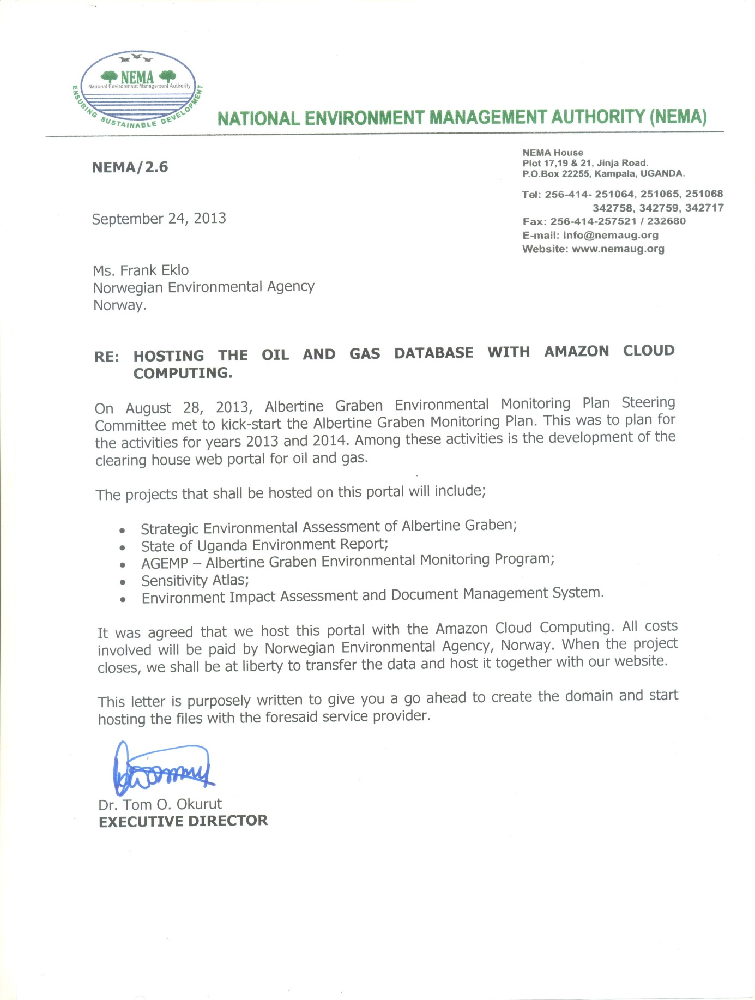 NEMA
National Environment Management Authority
ENSURING SUSTAINABLE DEVELOPMENT
NATIONAL ENVIRONMENT MANAGEMENT AUTHORITY (NEMA)
NEMA/2.6
NEMA House
Plot 17,19 & 21, Jinja Road.
P.O.Box 22255, Kampala, UGANDA.
Tel: 256-414- 251064, 251065, 251068
342758, 342759, 342717
Fax: 256-414-257521 / 232680
E-mail: info@nemaug.org
Website: www.nemaug.org
September 24, 2013
Ms. Frank Eklo
Norwegian Environmental Agency
Norway.
RE: HOSTING THE OIL AND GAS DATABASE WITH AMAZON CLOUD
COMPUTING.
On August 28, 2013, Albertine Graben Environmental Monitoring Plan Steering
Committee met to kick-start the Albertine Graben Monitoring Plan. This was to plan for
the activities for years 2013 and 2014. Among these activities is the development of the
clearing house web portal for oil and gas.
The projects that shall be hosted on this portal will include;
• Strategic Environmental Assessment of Albertine Graben;
• State of Uganda Environment Report;
• AGEMP – Albertine Graben Environmental Monitoring Program;
• Sensitivity Atlas;
• Environment Impact Assessment and Document Management System.
It was agreed that we host this portal with the Amazon Cloud Computing. All costs
involved will be paid by Norwegian Environmental Agency, Norway. When the project
closes, we shall be at liberty to transfer the data and host it together with our website.
This letter is purposely written to give you a go ahead to create the domain and start
hosting the files with the foresaid service provider.
Dr. Tom O. Okurut
EXECUTIVE DIRECTOR